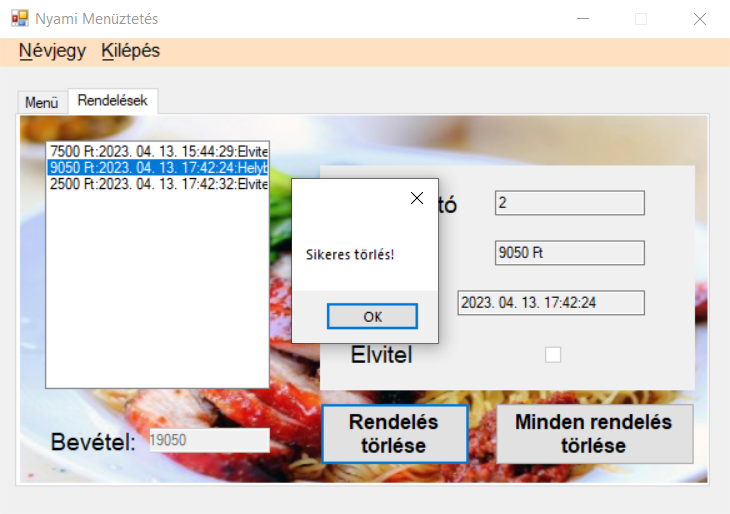 Nyami Menüztetés
Névjegy Kilépés
Menü Rendelések
7500 Ft:2023. 04. 13. 15:44:29:Elvite
9050 Ft:2023. 04. 13. 17:42:24:Helyb
2500 Ft:2023. 04. 13. 17:42:32:Elvite
tó 2
9050 Ft
2023. 04. 13. 17:42:24
Elvitel
Sikeres törlés!
OK
Bevétel: 19050
Rendelés
törlése
Minden rendelés
törlése